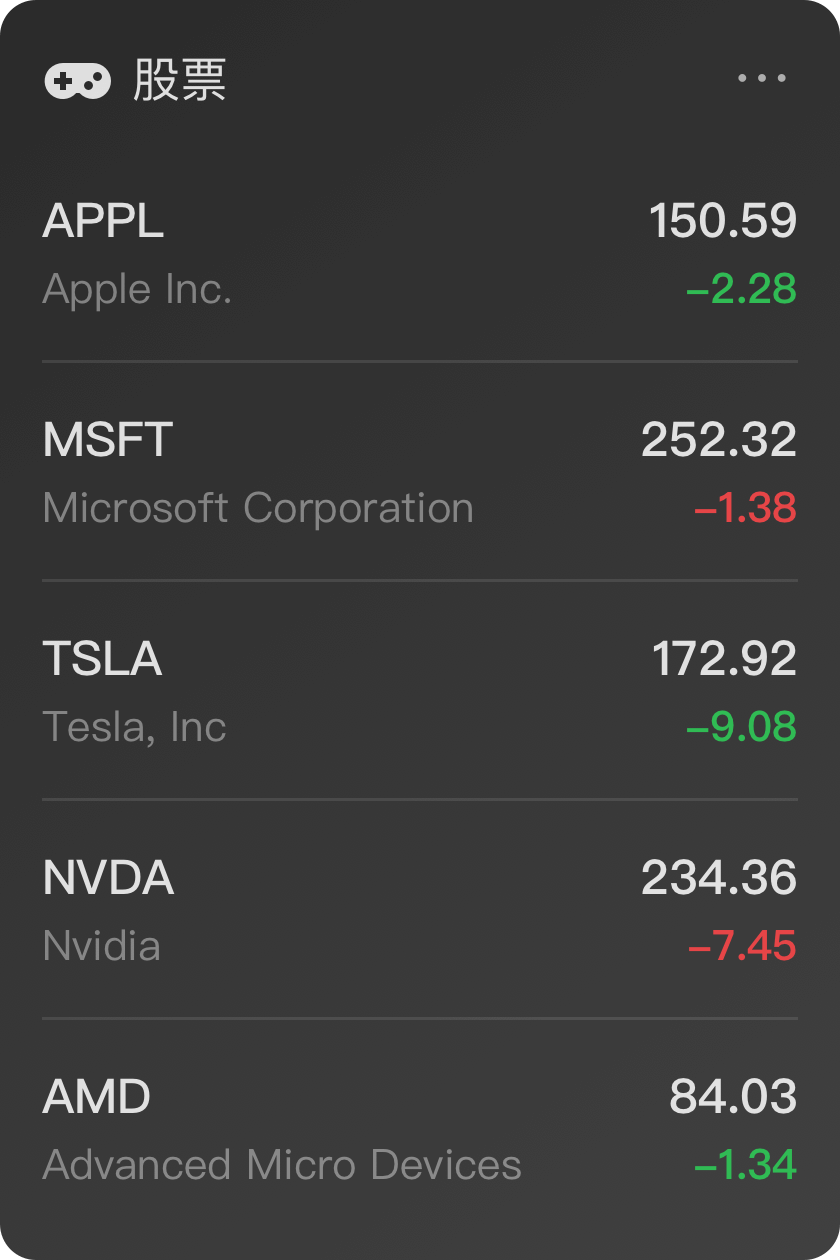 股票
APPL 150.59
Apple Inc. −2.28
MSFT 252.32
Microsoft Corporation −1.38
TSLA 172.92
Tesla, Inc −9.08
NVDA 234.36
Nvidia −7.45
AMD 84.03
Advanced Micro Devices −1.34